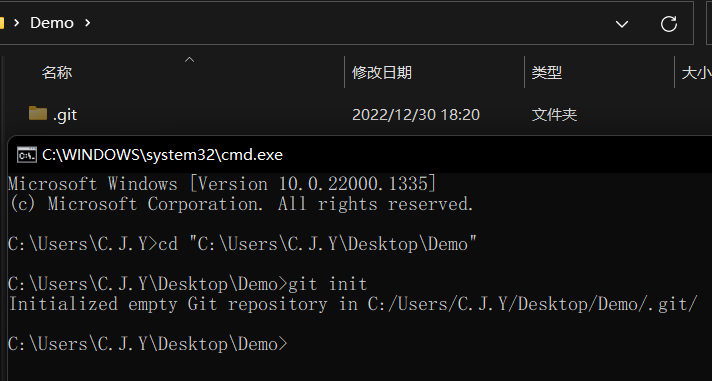 Demo
名称 修改日期 类型 大小
.git 2022/12/30 18:20 文件夹
C:\WINDOWS\system32\cmd.exe
Microsoft Windows [Version 10.0.22000.1335]
(c) Microsoft Corporation. All rights reserved.
C:\Users\C.J.Y>cd "C:\Users\C.J.Y\Desktop\Demo"
C:\Users\C.J.Y\Desktop\Demo>git init
Initialized empty Git repository in C:/Users/C.J.Y/Desktop/Demo/.git/
C:\Users\C.J.Y\Desktop\Demo>